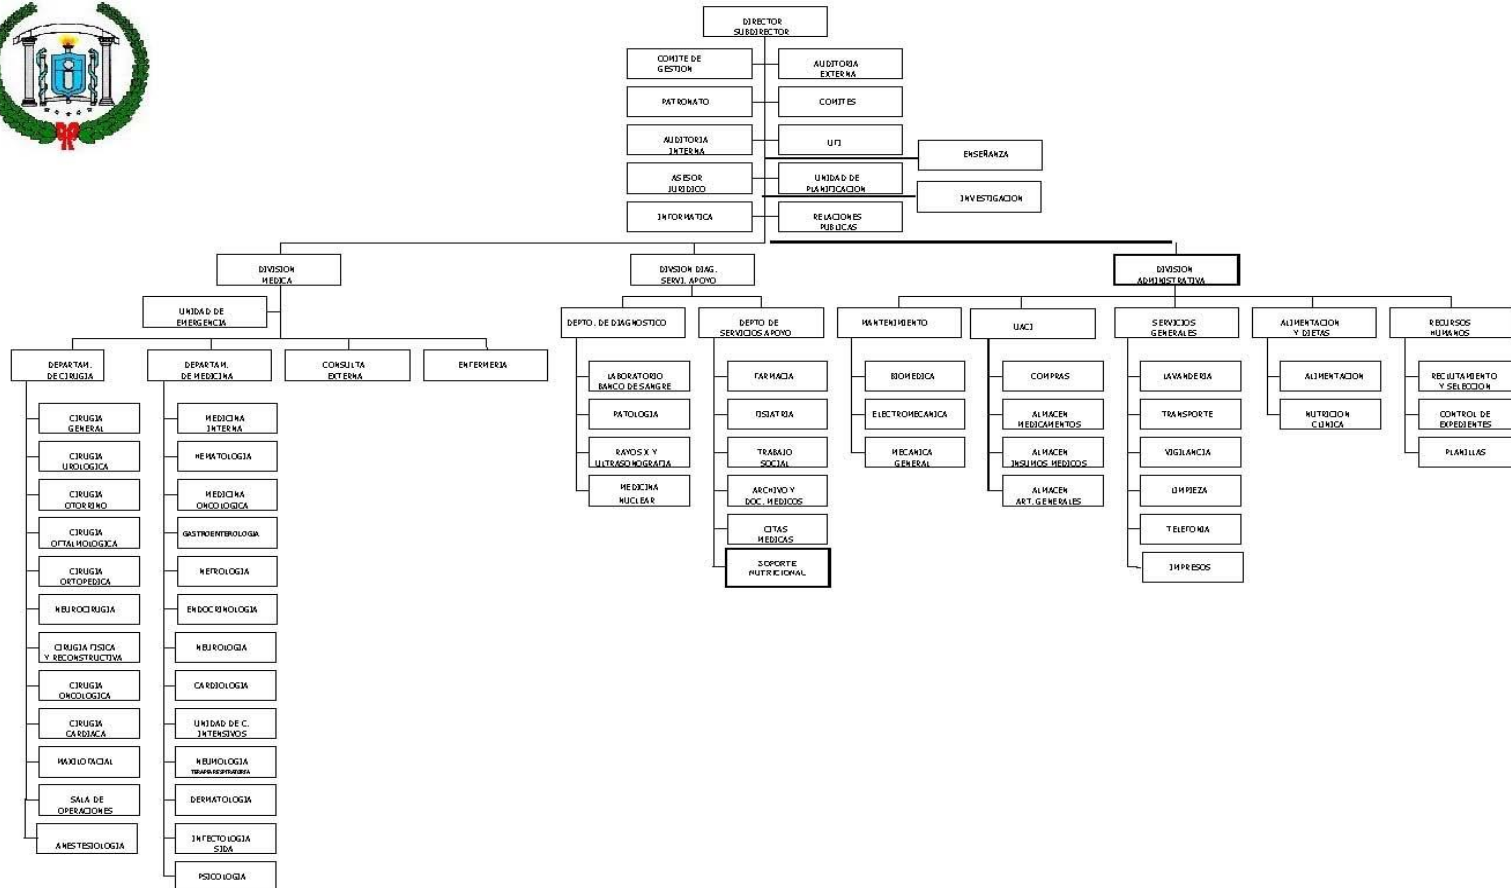 DIRECTOR
SUBDIRECTOR
COMITE DE
GESTION
AUDITORIA
EXTERNA
PATRONATO
COMITES
AUDITORIA
INTERNA
UFI
ENSEÑANZA
ASESOR
JURIDICO
UNIDAD DE
PLANIFICACION
INVESTIGACION
INFORMATICA
RELACIONES
PUBLICAS
DIVISION
MEDICA
DIVSION DIAG.
SERVI. APOYO
DIVISION
ADMINISTRATIVA
UNIDAD DE
EMERGENCIA
DEPTO. DE DIAGNOSTICO
DEPTO DE
SERVICIOS APOYO
MANTENIMIENTO
UACI
SERVICIOS
GENERALES
ALIMENTACION
Y DIETAS
RECURSOS
HUMANOS
DEPARTAM.
DE CIRUGIA
DEPARTAM.
DE MEDICINA
CONSULTA
EXTERNA
ENFERMERIA
CIRUGIA
GENERAL
CIRUGIA
UROLOGICA
CIRUGIA
OTORRINO
CIRUGIA
OFTALMOLOGICA
CIRUGIA
ORTOPEDICA
NEUROCIRUGIA
CIRUGIA FISICA
Y RECONSTRUCTIVA
CIRUGIA
ONCOLOGICA
CIRUGIA
CARDIACA
MAXILOFACIAL
SALA DE
OPERACIONES
ANESTESIOLOGIA
MEDICINA
INTERNA
HEMATOLOGIA
MEDICINA
ONCOLOGICA
GASTROENTEROLOGIA
NEFROLOGIA
ENDOCRINOLOGIA
NEUROLOGIA
CARDIOLOGIA
UNIDAD DE C.
INTENSIVOS
NEUMOLOGIA
TERAPIA RESPIRATORIA
DERMATOLOGIA
INFECTOLOGIA
SIDA
PSICOLOGIA
LABORATORIO
BANCO DE SANGRE
PATOLOGIA
RAYOS X Y
ULTRASONOGRAFIA
MEDICINA
NUCLEAR
FARMACIA
FISIATRIA
TRABAJO
SOCIAL
ARCHIVO Y
DOC. MEDICOS
CITAS
MEDICAS
SOPORTE
NUTRICIONAL
BIOMEDICA
ELECTROMECANICA
MECANICA
GENERAL
COMPRAS
ALMACEN
MEDICAMENTOS
ALMACEN
INSUMOS MEDICOS
ALMACEN
ART. GENERALES
LAVANDERIA
TRANSPORTE
VIGILANCIA
LIMPIEZA
TELEFONIA
IMPRESOS
ALIMENTACION
NUTRICION
CLINICA
RECLUTAMIENTO
Y SELECCION
CONTROL DE
EXPEDIENTES
PLANILLAS